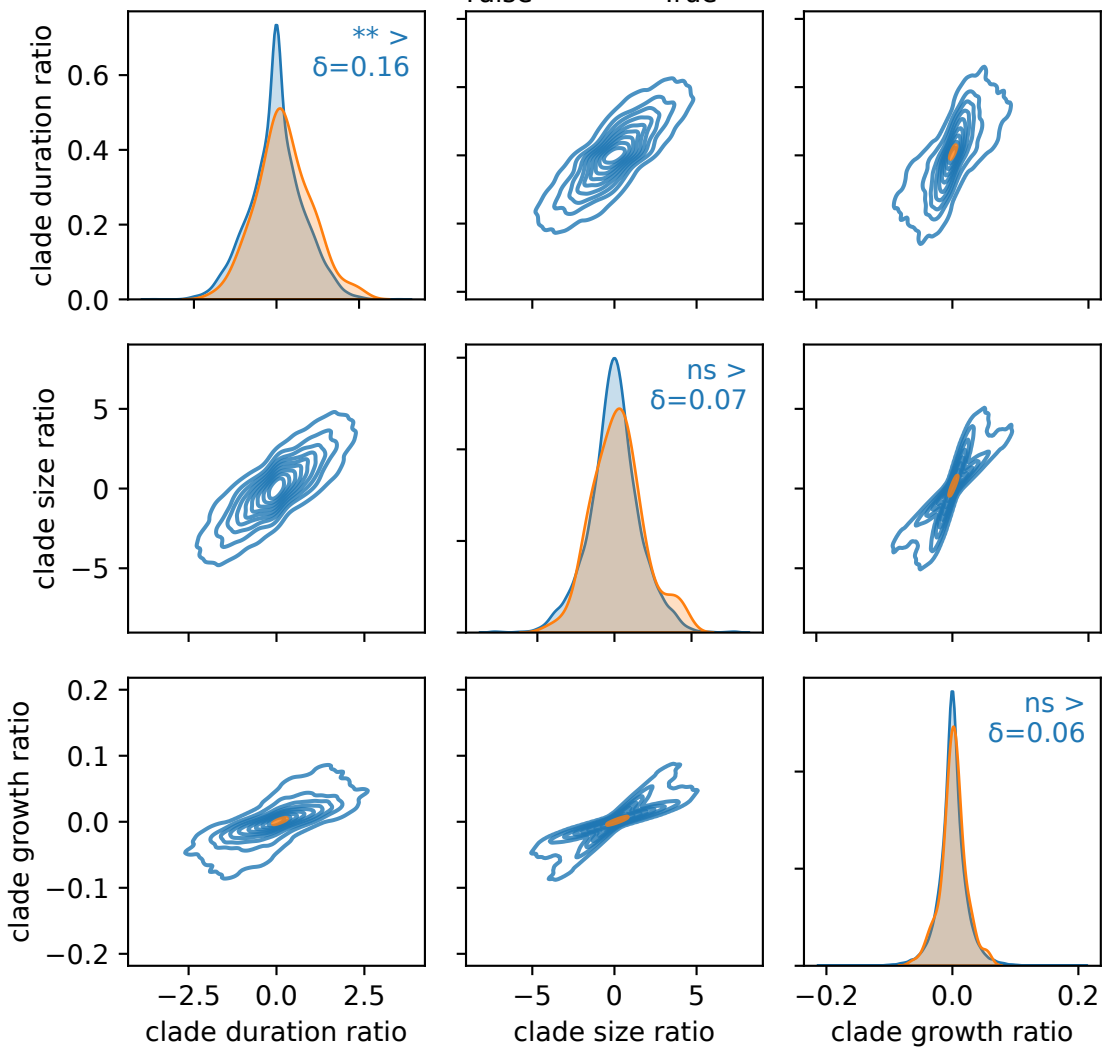 clade duration ratio
0.6
0.4
0.2
0.0
** >
δ=0.16
clade size ratio
5
0
−5
ns >
δ=0.07
clade growth ratio
0.2
0.1
0.0
−0.1
−0.2
ns >
δ=0.06
−2.5 0.0 2.5
clade duration ratio
−5 0 5
clade size ratio
−0.2 0.0 0.2
clade growth ratio